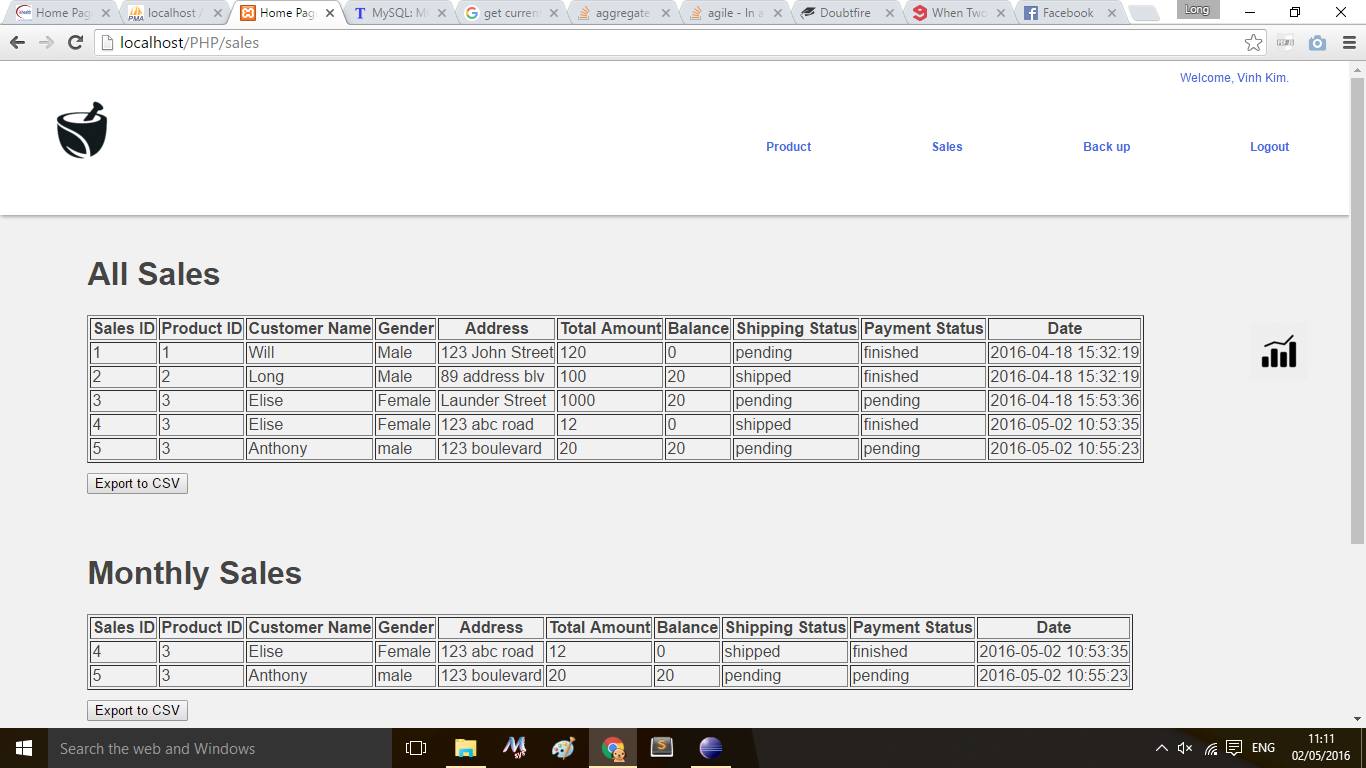 Home Pag
localhost /
Home Pag
MySQL: M
get curren
aggregate
agile - In a
Doubtfire
When Two
Facebook
Long
localhost/PHP/sales
Welcome, Vinh Kim.
PMA
Product Sales Back up Logout
All Sales
Sales ID Product ID Customer Name Gender Address Total Amount Balance Shipping Status Payment Status Date
1 1 Will Male 123 John Street 120 0 pending finished 2016-04-18 15:32:19
2 2 Long Male 89 address blv 100 20 shipped finished 2016-04-18 15:32:19
3 3 Elise Female Launder Street 1000 20 pending pending 2016-04-18 15:53:36
4 3 Elise Female 123 abc road 12 0 shipped finished 2016-05-02 10:53:35
5 3 Anthony male 123 boulevard 20 20 pending pending 2016-05-02 10:55:23
Export to CSV
Monthly Sales
Sales ID Product ID Customer Name Gender Address Total Amount Balance Shipping Status Payment Status Date
4 3 Elise Female 123 abc road 12 0 shipped finished 2016-05-02 10:53:35
5 3 Anthony male 123 boulevard 20 20 pending pending 2016-05-02 10:55:23
Export to CSV
Search the web and Windows
ENG
11:11
02/05/2016